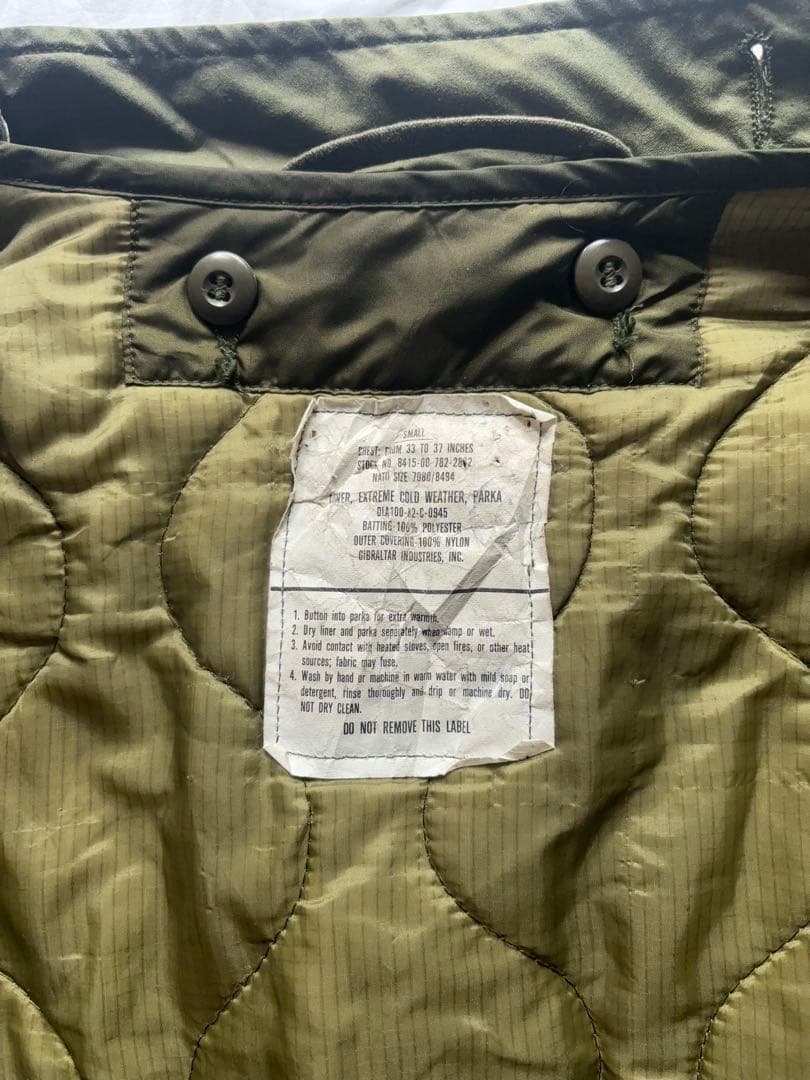 SMALL
CHEST: FROM 33 TO 37 INCHES
STOCK NO. 8415-00-782-2882
NATO SIZE 7080/8494
LINER, EXTREME COLD WEATHER, PARKA
DLA100-82-C-0945
BATTING-100% POLYESTER
OUTER COVERING-100% NYLON
GIBRALTAR INDUSTRIES, INC.
1. Button into parka for extra warmth.
2. Dry liner and parka separately when damp or wet.
3. Avoid contact with heated stoves, open fires, or other heat
sources; fabric may fuse.
4. Wash by hand or machine in warm water with mild soap or
detergent, rinse thoroughly and drip or machine dry. DO
NOT DRY CLEAN.
DO NOT REMOVE THIS LABEL